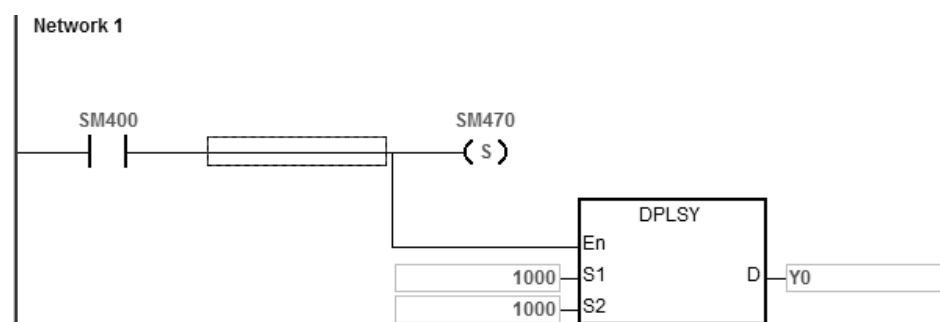 Network 1
SM400 SM470
( S )
DPLSY
En
1000 S1 D Y0
1000 S2